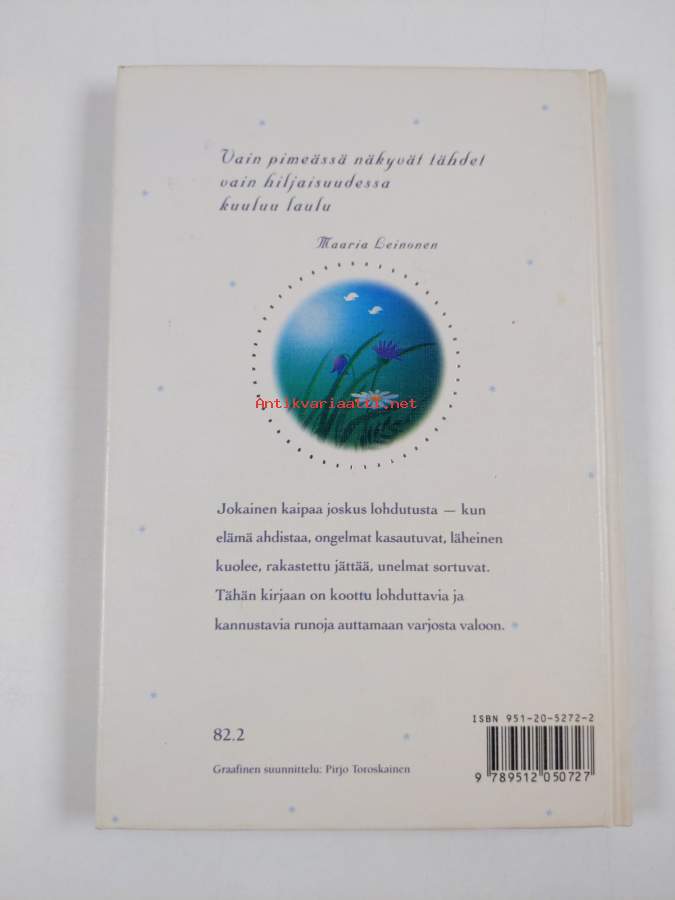 Vain pimeässä näkyvät tähdet
vain hiljaisuudessa
kuuluu laulu
Maaria Leinonen
Antikvariaatit.net
Jokainen kaipaa joskus lohdutusta — kun
elämä ahdistaa, ongelmat kasautuvat, läheinen
kuolee, rakastettu jättää, unelmat sortuvat.
Tähän kirjaan on koottu lohduttavia ja
kannustavia runoja auttamaan varjosta valoon.
82.2
Graafinen suunnittelu: Pirjo Toroskainen
ISBN 951-20-5272-2
9 789512 050727